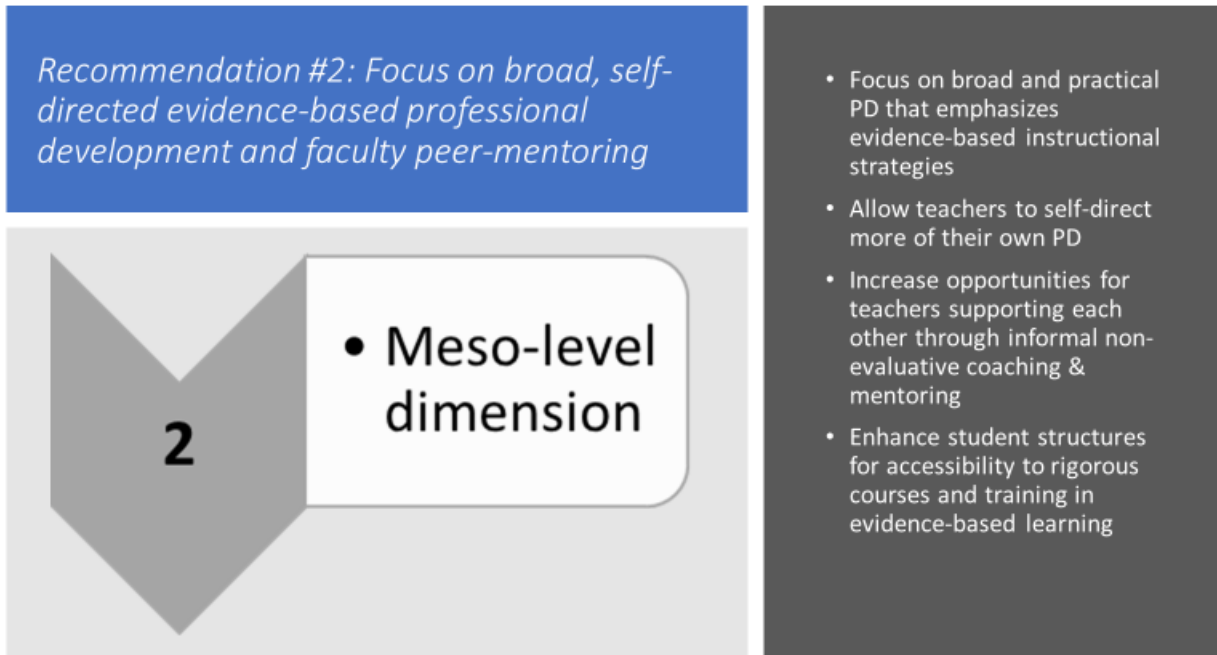 Recommendation #2: Focus on broad, self-
directed evidence-based professional
development and faculty peer-mentoring
2
• Meso-level
dimension
• Focus on broad and practical
PD that emphasizes
evidence-based instructional
strategies
• Allow teachers to self-direct
more of their own PD
• Increase opportunities for
teachers supporting each
other through informal non-
evaluative coaching &
mentoring
• Enhance student structures
for accessibility to rigorous
courses and training in
evidence-based learning